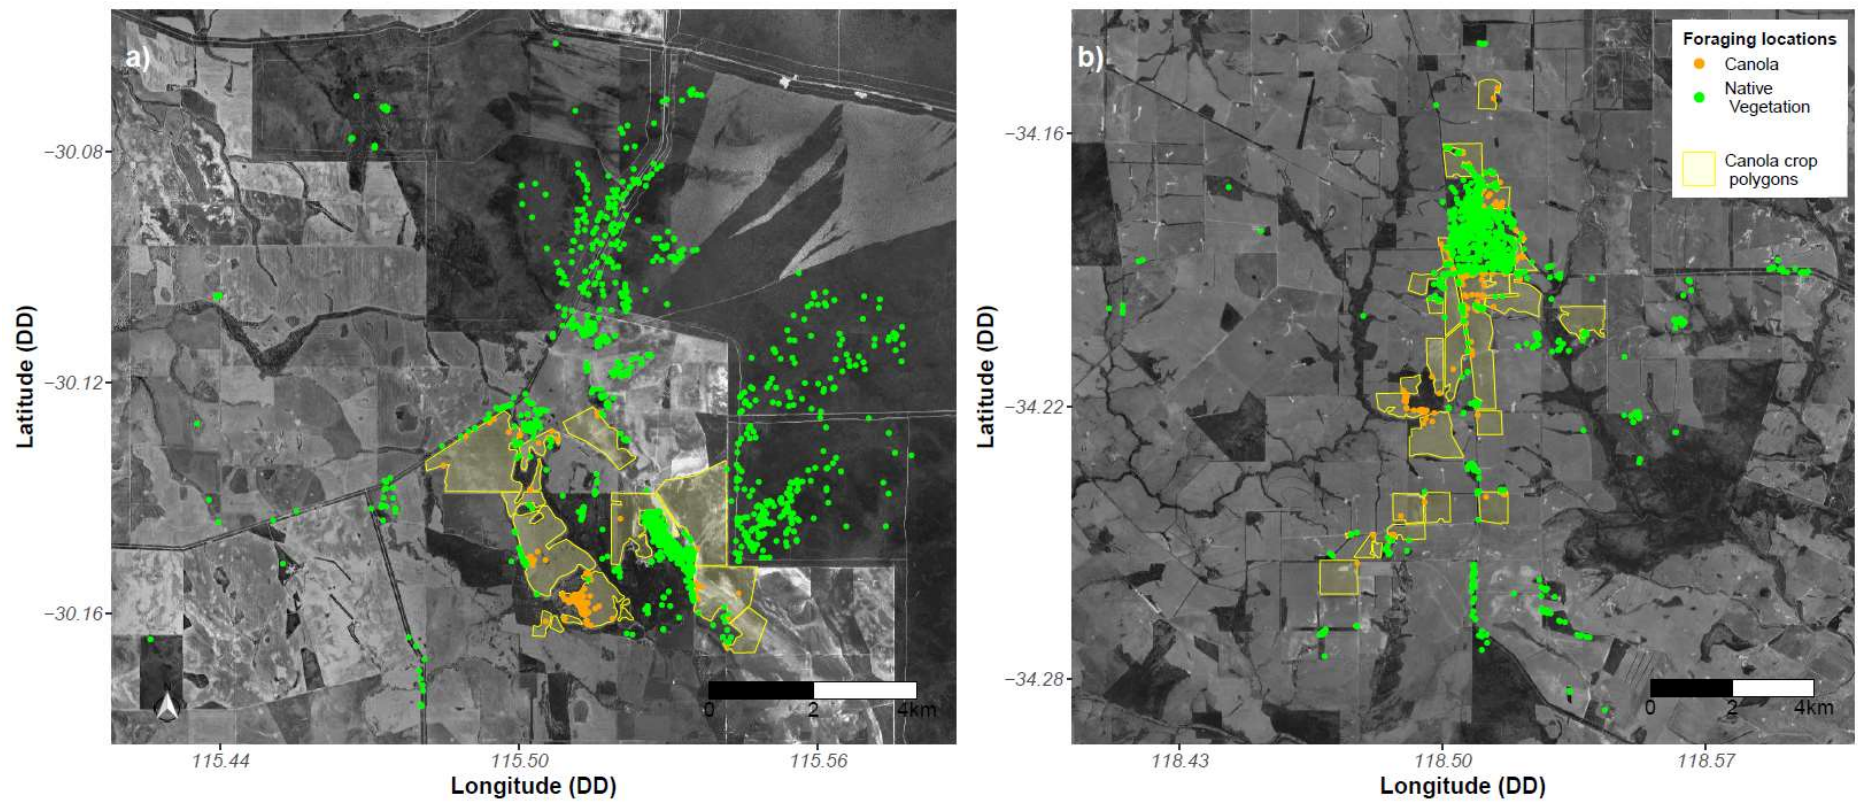 a)
−30.08
−30.12
−30.16
Latitude (DD)
0 2 4km
115.44 115.50 115.56
Longitude (DD)
b)
Foraging locations
Canola
Native
Vegetation
Canola crop
polygons
−34.16
−34.22
−34.28
Latitude (DD)
0 2 4km
118.43 118.50 118.57
Longitude (DD)